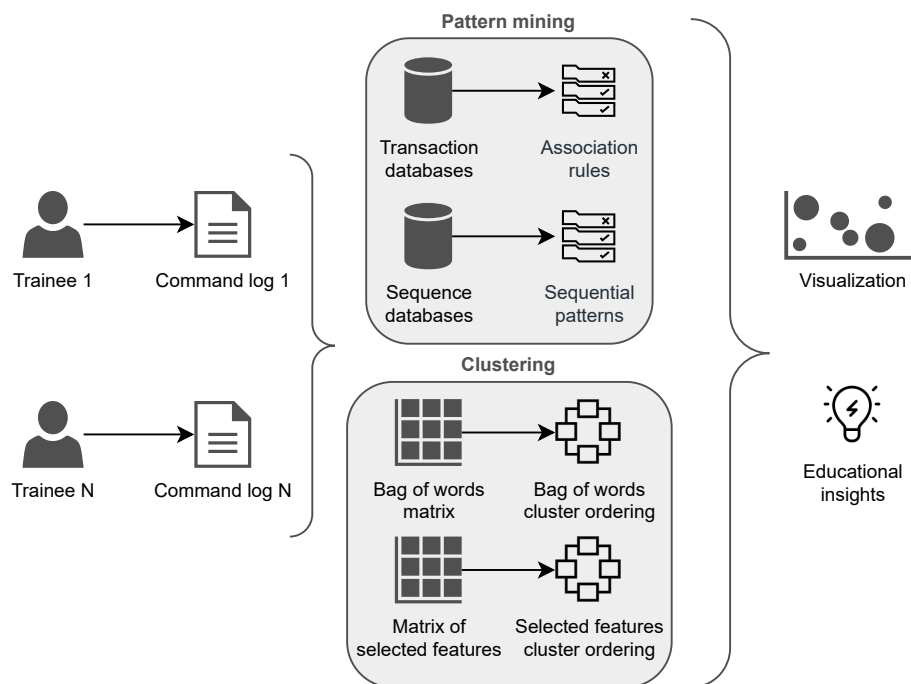 Pattern mining
Transaction
databases
Association
rules
Sequence
databases
Sequential
patterns
Trainee 1
Command log 1
Trainee N
Command log N
Clustering
Bag of words
matrix
Bag of words
cluster ordering
Matrix of
selected features
Selected features
cluster ordering
Visualization
Educational
insights